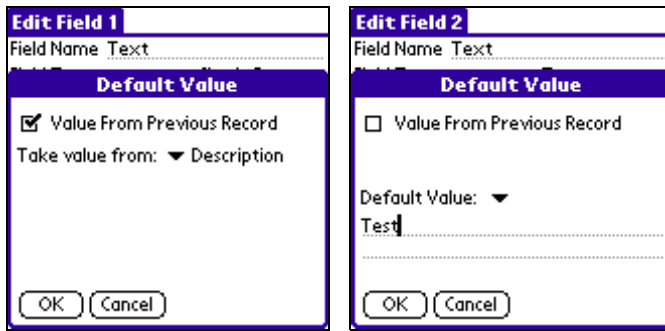 Edit Field 1
Field Name Text
Default Value
Value From Previous Record
Take value from: Description
OK Cancel
Edit Field 2
Field Name Text
Default Value
Value From Previous Record
Default Value:
Test
OK Cancel